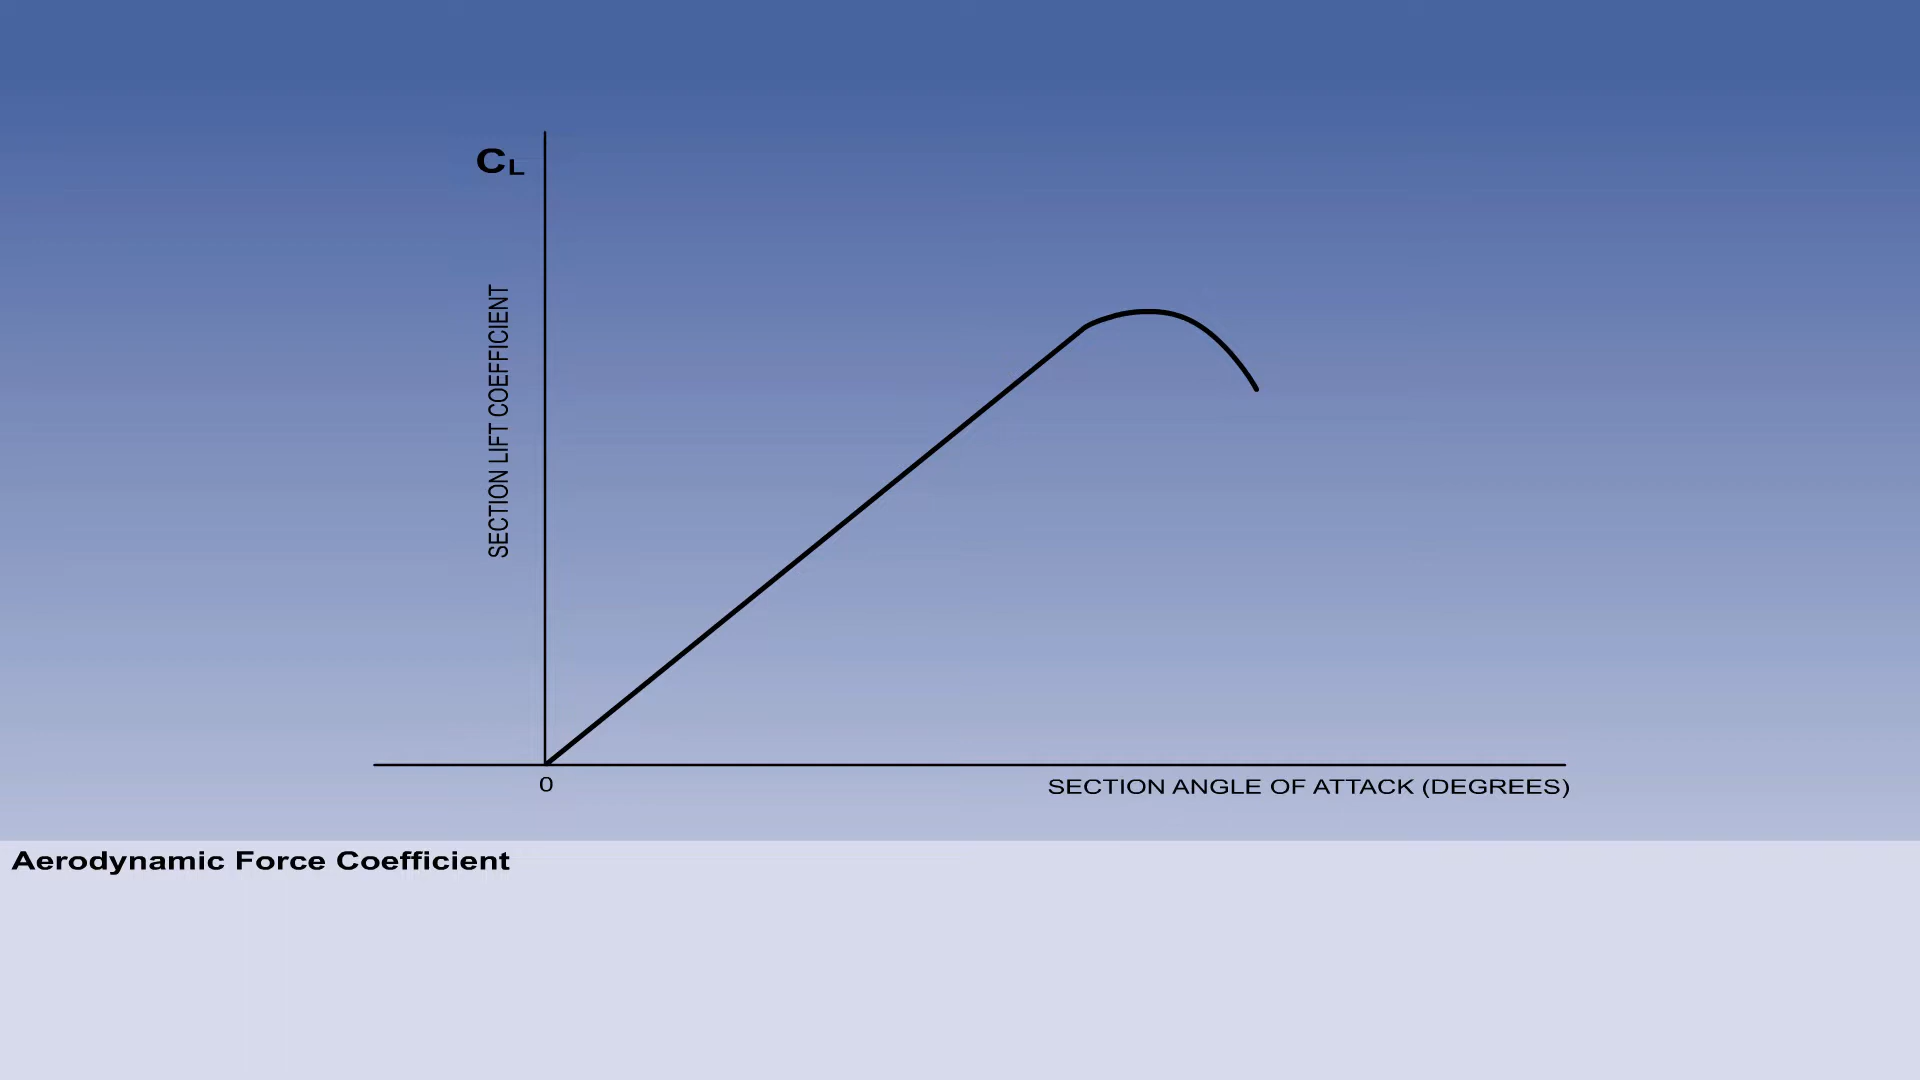 CL
SECTION LIFT COEFFICIENT
0
SECTION ANGLE OF ATTACK (DEGREES)
Aerodynamic Force Coefficient